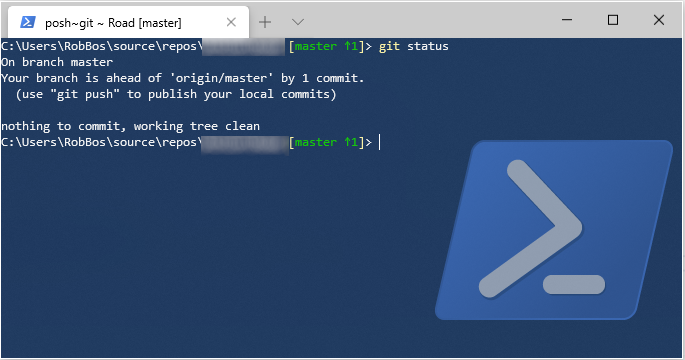 posh~git ~ Road [master]
C:\Users\RobBos\source\repos\ [master ↑1]> git status
On branch master
Your branch is ahead of 'origin/master' by 1 commit.
(use "git push" to publish your local commits)
nothing to commit, working tree clean
C:\Users\RobBos\source\repos\ [master ↑1]>